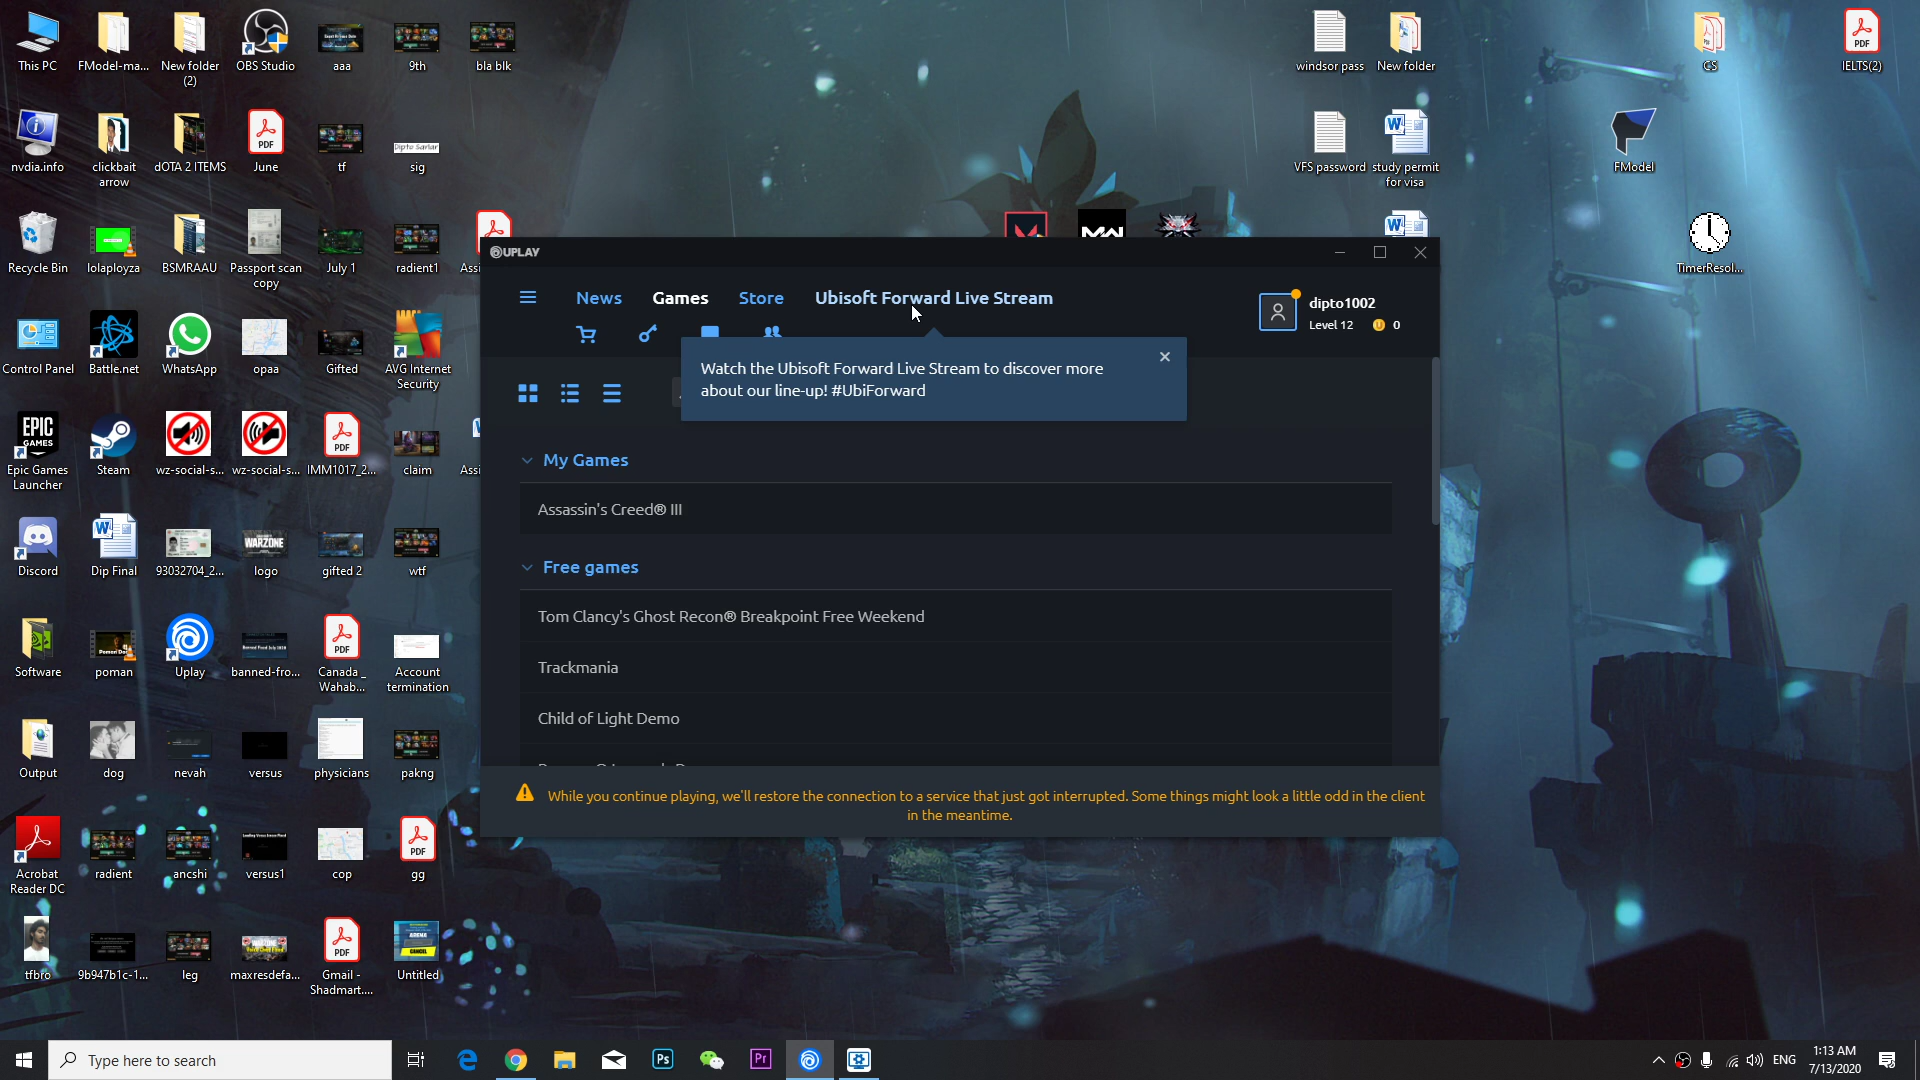 This PC
FModel-ma...
New folder
(2)
OBS Studio
aaa
9th
bla blk
windsor pass
New folder
CS
IELTS(2)
nvdia.info
clickbait
arrow
dOTA 2 ITEMS
June
tf
sig
VFS password
study permit
for visa
FModel
Recycle Bin
lolaployza
BSMRAAU
Passport scan
copy
July 1
radient1
Assi
TimerResol...
Control Panel
Battle.net
WhatsApp
opaa
Gifted
AVG Internet
Security
Epic Games
Launcher
Steam
wz-social-s...
wz-social-s...
IMM1017_2...
claim
Assi
Discord
Dip Final
93032704_2...
logo
gifted 2
wtf
Software
poman
Uplay
banned-fro...
Canada _
Wahab...
Account
termination
Output
dog
nevah
versus
physicians
pakng
Acrobat
Reader DC
radient
ancshi
versus1
cop
gg
tfbro
9b947b1c-1...
leg
maxresdefa...
Gmail -
Shadmart....
Untitled
UPLAY
News
Games
Store
Ubisoft Forward Live Stream
dipto1002
Level 12
0
Watch the Ubisoft Forward Live Stream to discover more
about our line-up! #UbiForward
My Games
Assassin's Creed® III
Free games
Tom Clancy's Ghost Recon® Breakpoint Free Weekend
Trackmania
Child of Light Demo
While you continue playing, we'll restore the connection to a service that just got interrupted. Some things might look a little odd in the client
in the meantime.
Type here to search
ENG
1:13 AM
7/13/2020